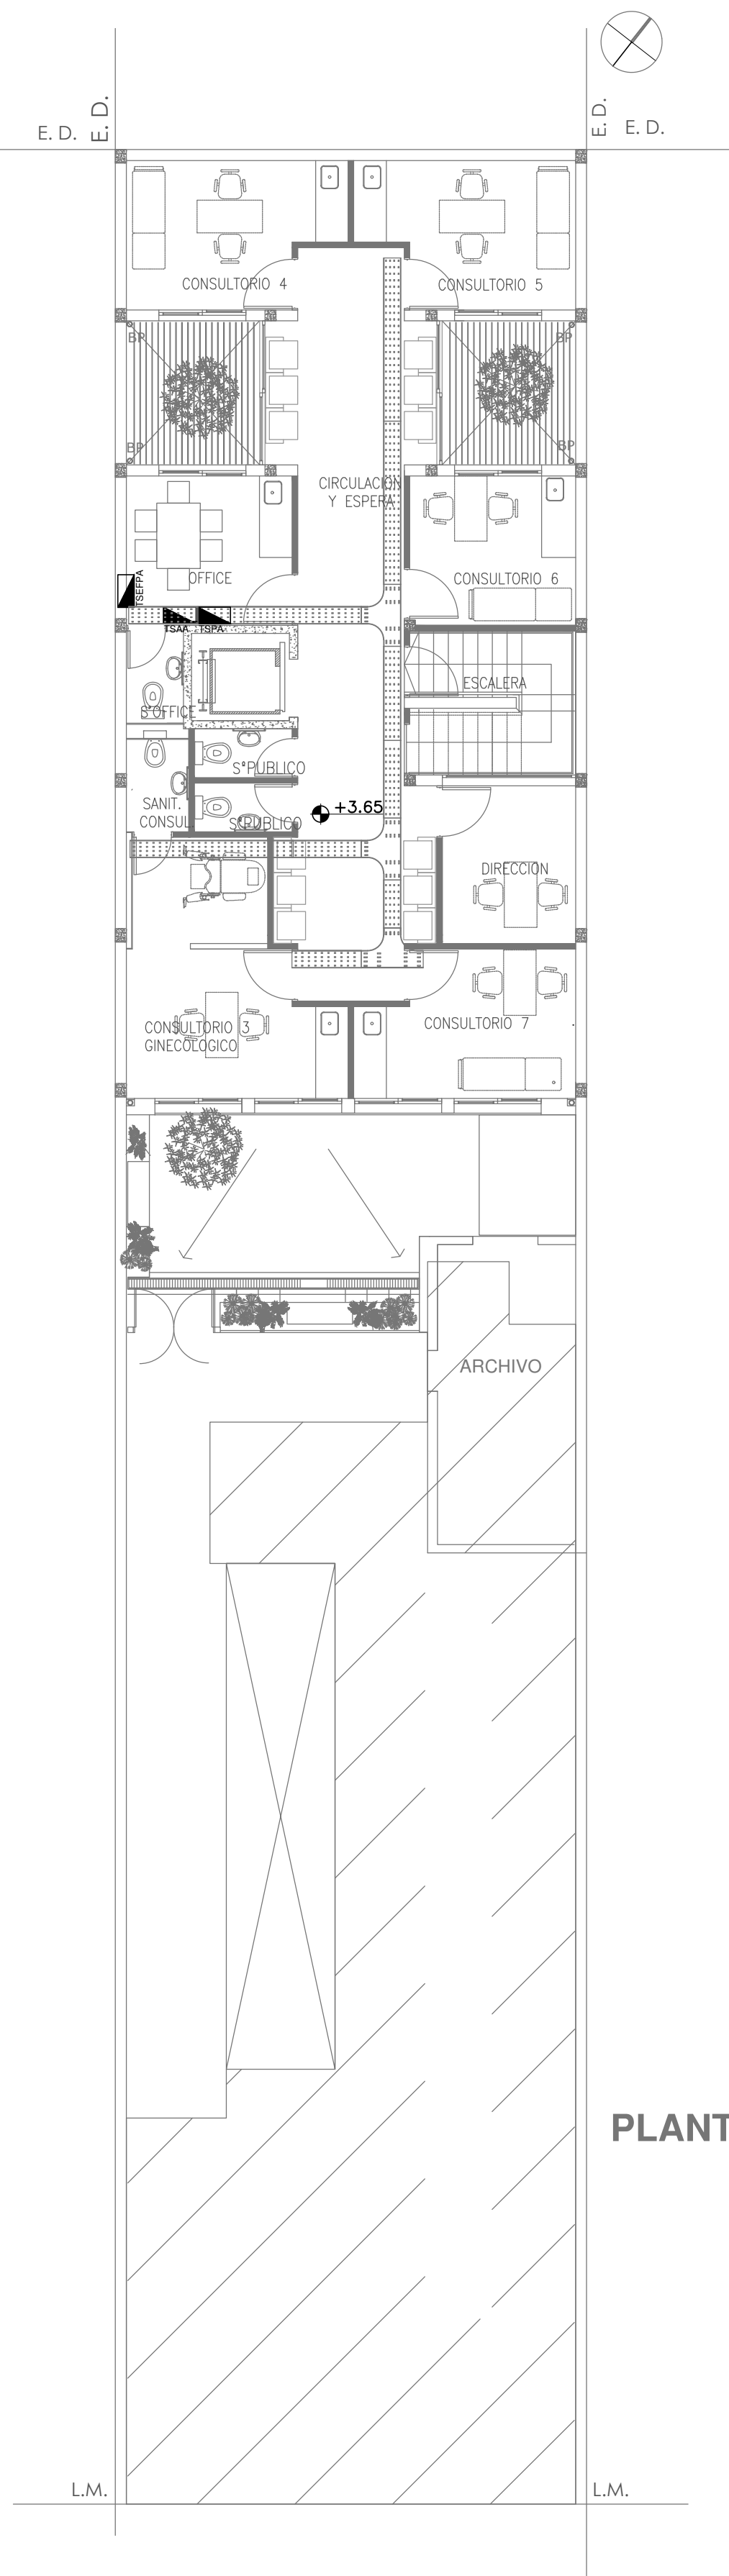 E. D.
E. D.
E. D.
E. D.
CONSULTORIO 4
CONSULTORIO 5
BP
BP
BP
BP
CIRCULACION
Y ESPERA
OFFICE
CONSULTORIO 6
TSEFPA
TSAA
TSPA
ESCALERA
S°OFFICE
S°PUBLICO
SANIT.
CONSUL
S°PUBLICO
+3.65
DIRECCION
CONSULTORIO 3
GINECOLOGICO
CONSULTORIO 7
ARCHIVO
PLANT
L.M.
L.M.